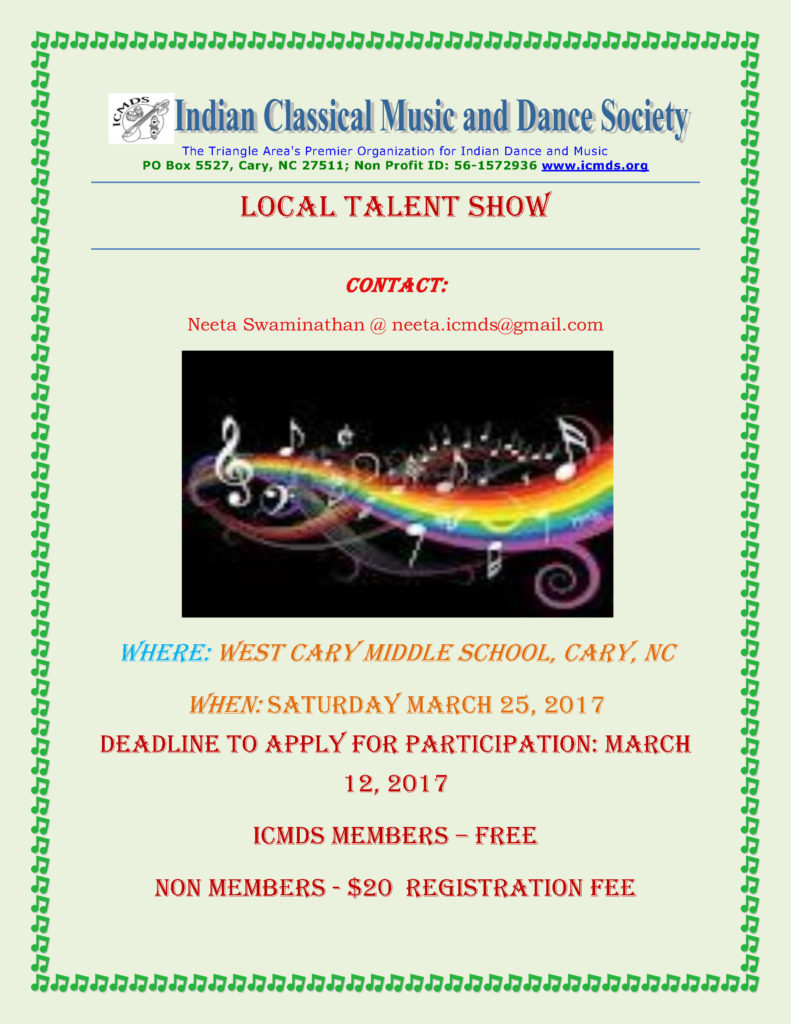 ICMDS
Indian Classical Music and Dance Society
The Triangle Area's Premier Organization for Indian Dance and Music
PO Box 5527, Cary, NC 27511; Non Profit ID: 56-1572936 www.icmds.org
LOCAL TALENT SHOW
CONTACT:
Neeta Swaminathan @ neeta.icmds@gmail.com
WHERE: WEST CARY MIDDLE SCHOOL, CARY, NC
WHEN: SATURDAY MARCH 25, 2017
DEADLINE TO APPLY FOR PARTICIPATION: MARCH
12, 2017
ICMDS MEMBERS – FREE
NON MEMBERS - $20 REGISTRATION FEE